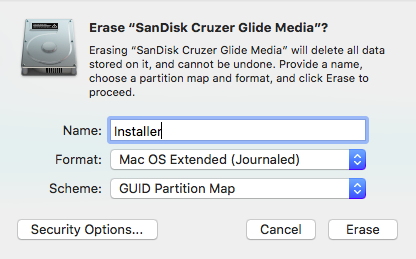 Erase “SanDisk Cruzer Glide Media”?
Erasing “SanDisk Cruzer Glide Media” will delete all data
stored on it, and cannot be undone. Provide a name,
choose a partition map and format, and click Erase to
proceed.
Name: Installer
Format: Mac OS Extended (Journaled)
Scheme: GUID Partition Map
Security Options... Cancel Erase